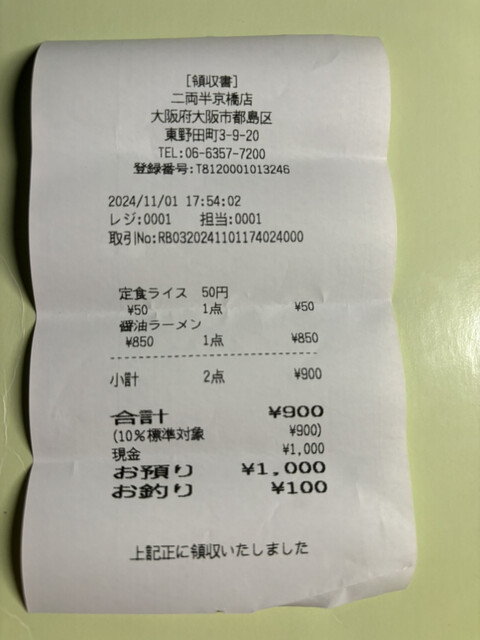 [領収書]
二両半京橋店
大阪府大阪市都島区
東野田町3-9-20
TEL:06-6357-7200
登録番号:T8120001013246
2024/11/01 17:54:02
レジ:0001 担当:0001
取引No:RB0320241101174024000
定食ライス 50円
¥50 1点 ¥50
醤油ラーメン
¥850 1点 ¥850
小計 2点 ¥900
合計 ¥900
(10%標準対象 ¥900)
現金 ¥1,000
お預り ¥1,000
お釣り ¥100
上記正に領収いたしました